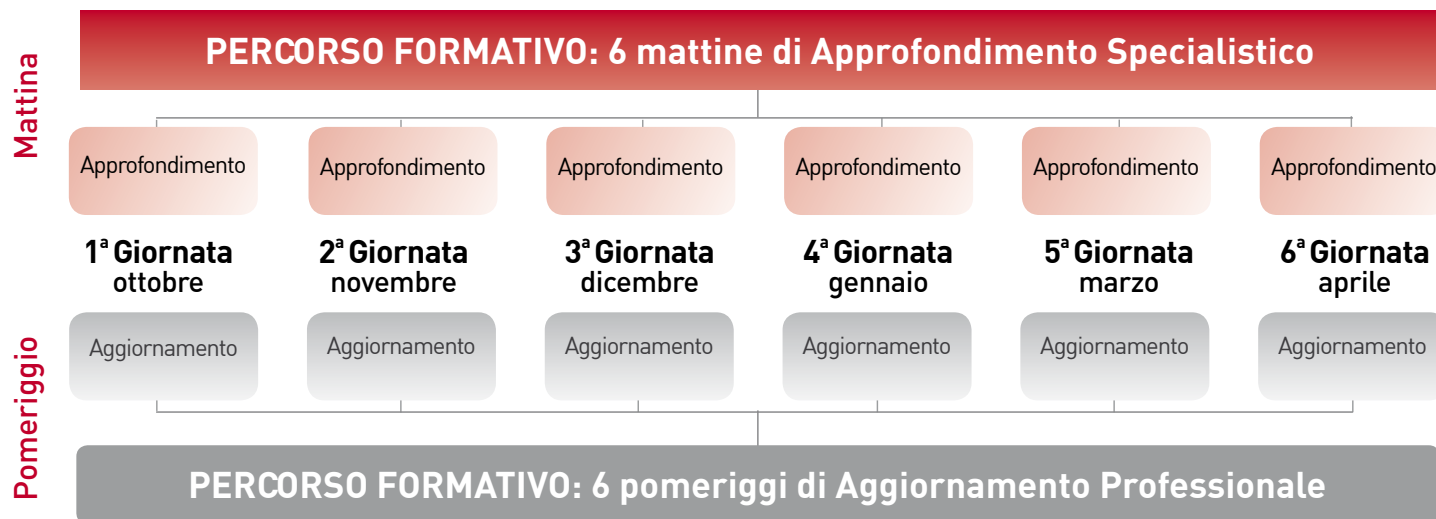 Mattina
PERCORSO FORMATIVO: 6 mattine di Approfondimento Specialistico
Approfondimento
Approfondimento
Approfondimento
Approfondimento
Approfondimento
Approfondimento
1ª Giornata
ottobre
2ª Giornata
novembre
3ª Giornata
dicembre
4ª Giornata
gennaio
5ª Giornata
marzo
6ª Giornata
aprile
Pomeriggio
Aggiornamento
Aggiornamento
Aggiornamento
Aggiornamento
Aggiornamento
Aggiornamento
PERCORSO FORMATIVO: 6 pomeriggi di Aggiornamento Professionale